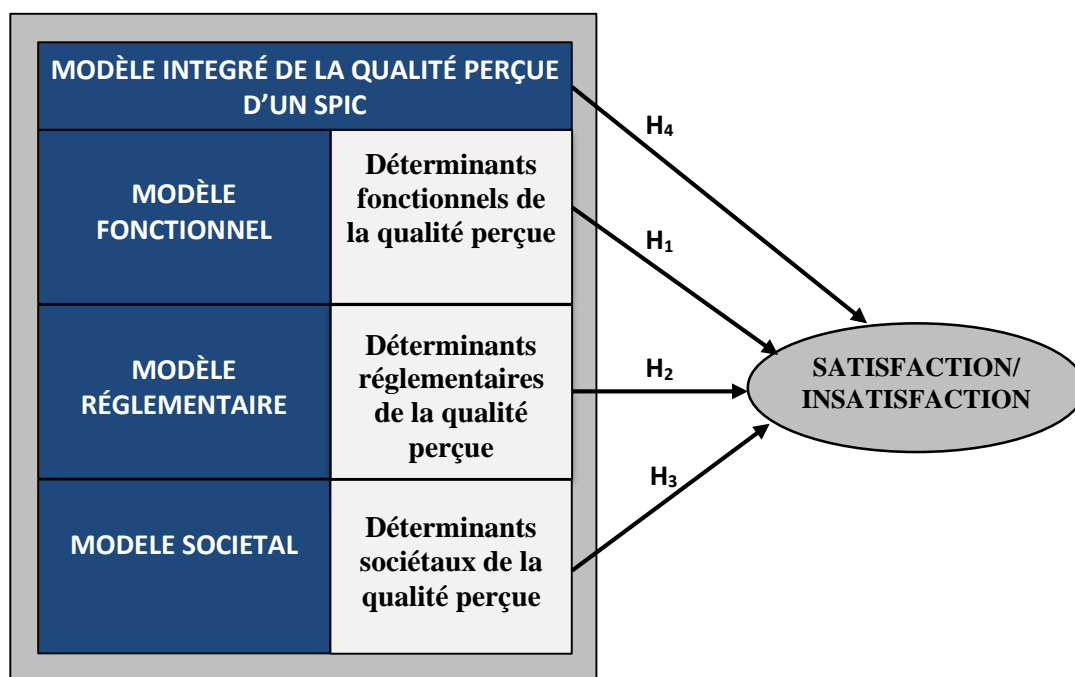 MODÈLE INTEGRÉ DE LA QUALITÉ PERÇUE
D'UN SPIC
MODÈLE
FONCTIONNEL
Déterminants
fonctionnels de
la qualité perçue
MODÈLE
RÉGLEMENTAIRE
Déterminants
réglementaires
de la qualité
perçue
MODELE SOCIETAL
Déterminants
sociétaux de la
qualité perçue
H₄
H₁
H₂
H₃
SATISFACTION/
INSATISFACTION